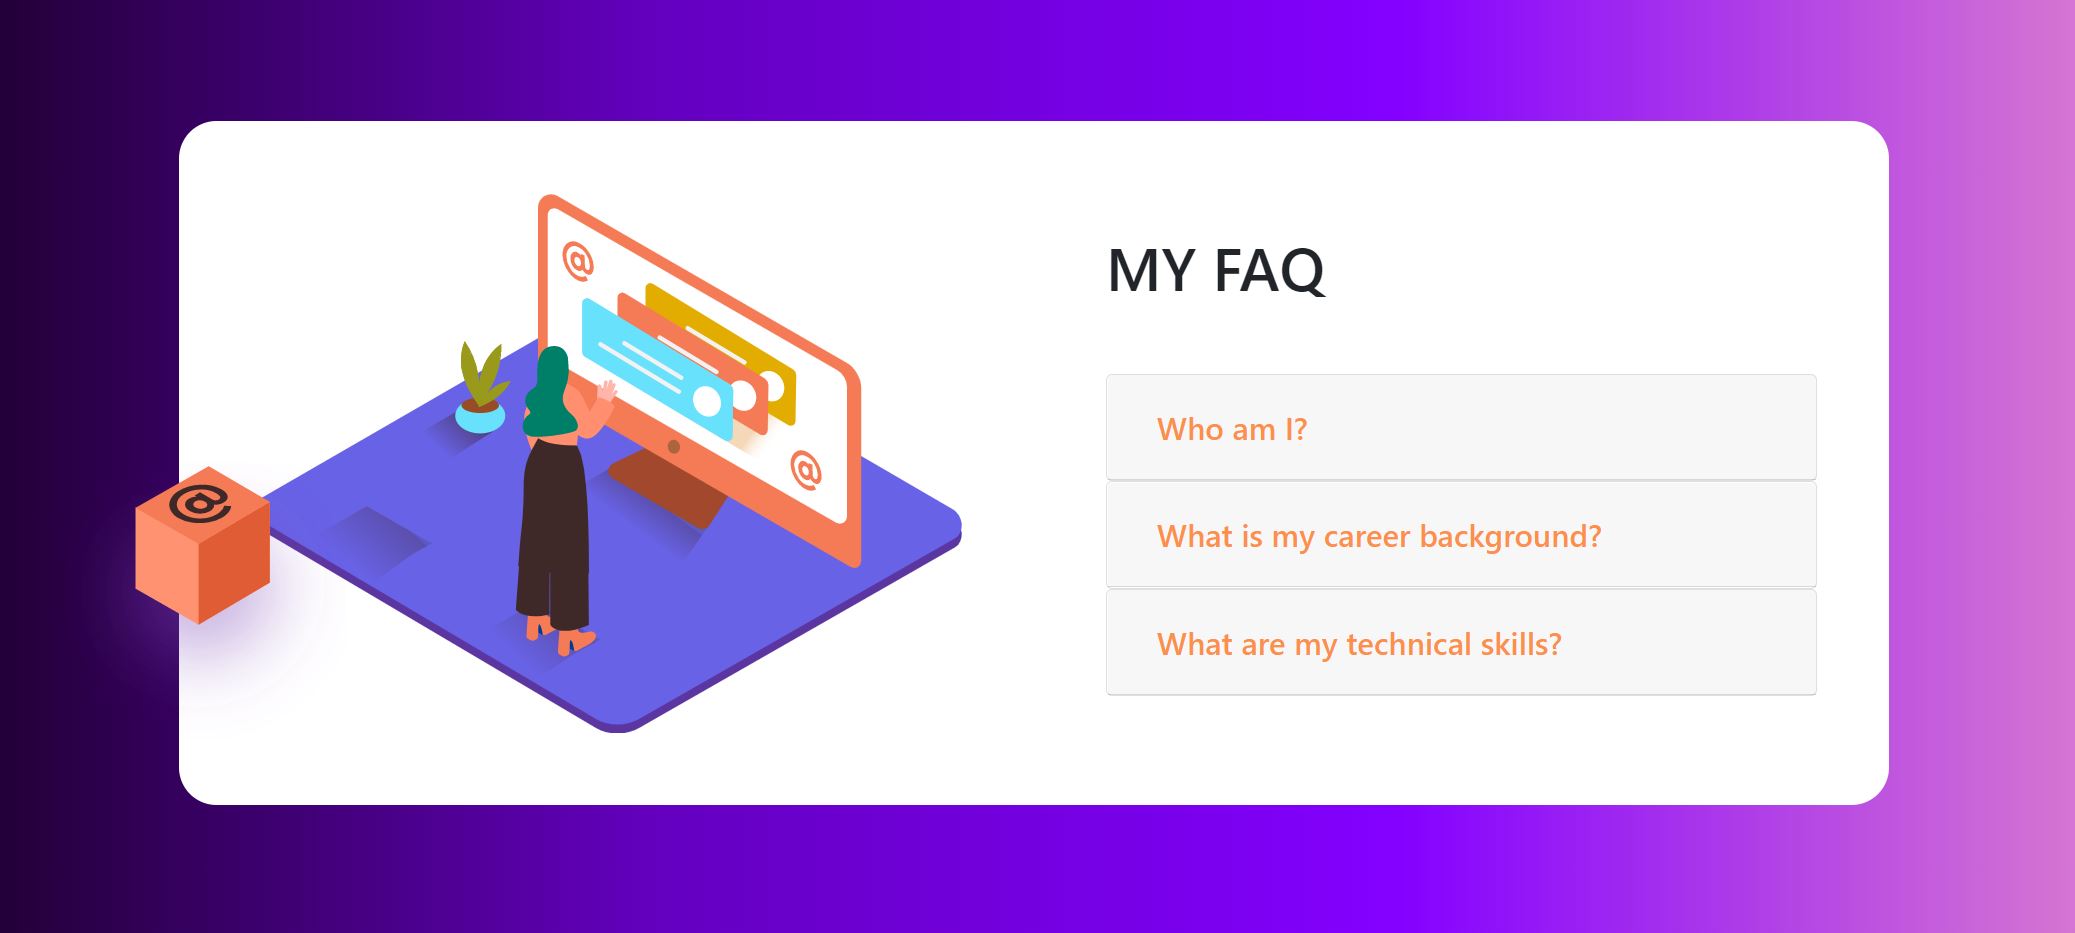 @
MY FAQ
Who am I?
@
@
What is my career background?
What are my technical skills?